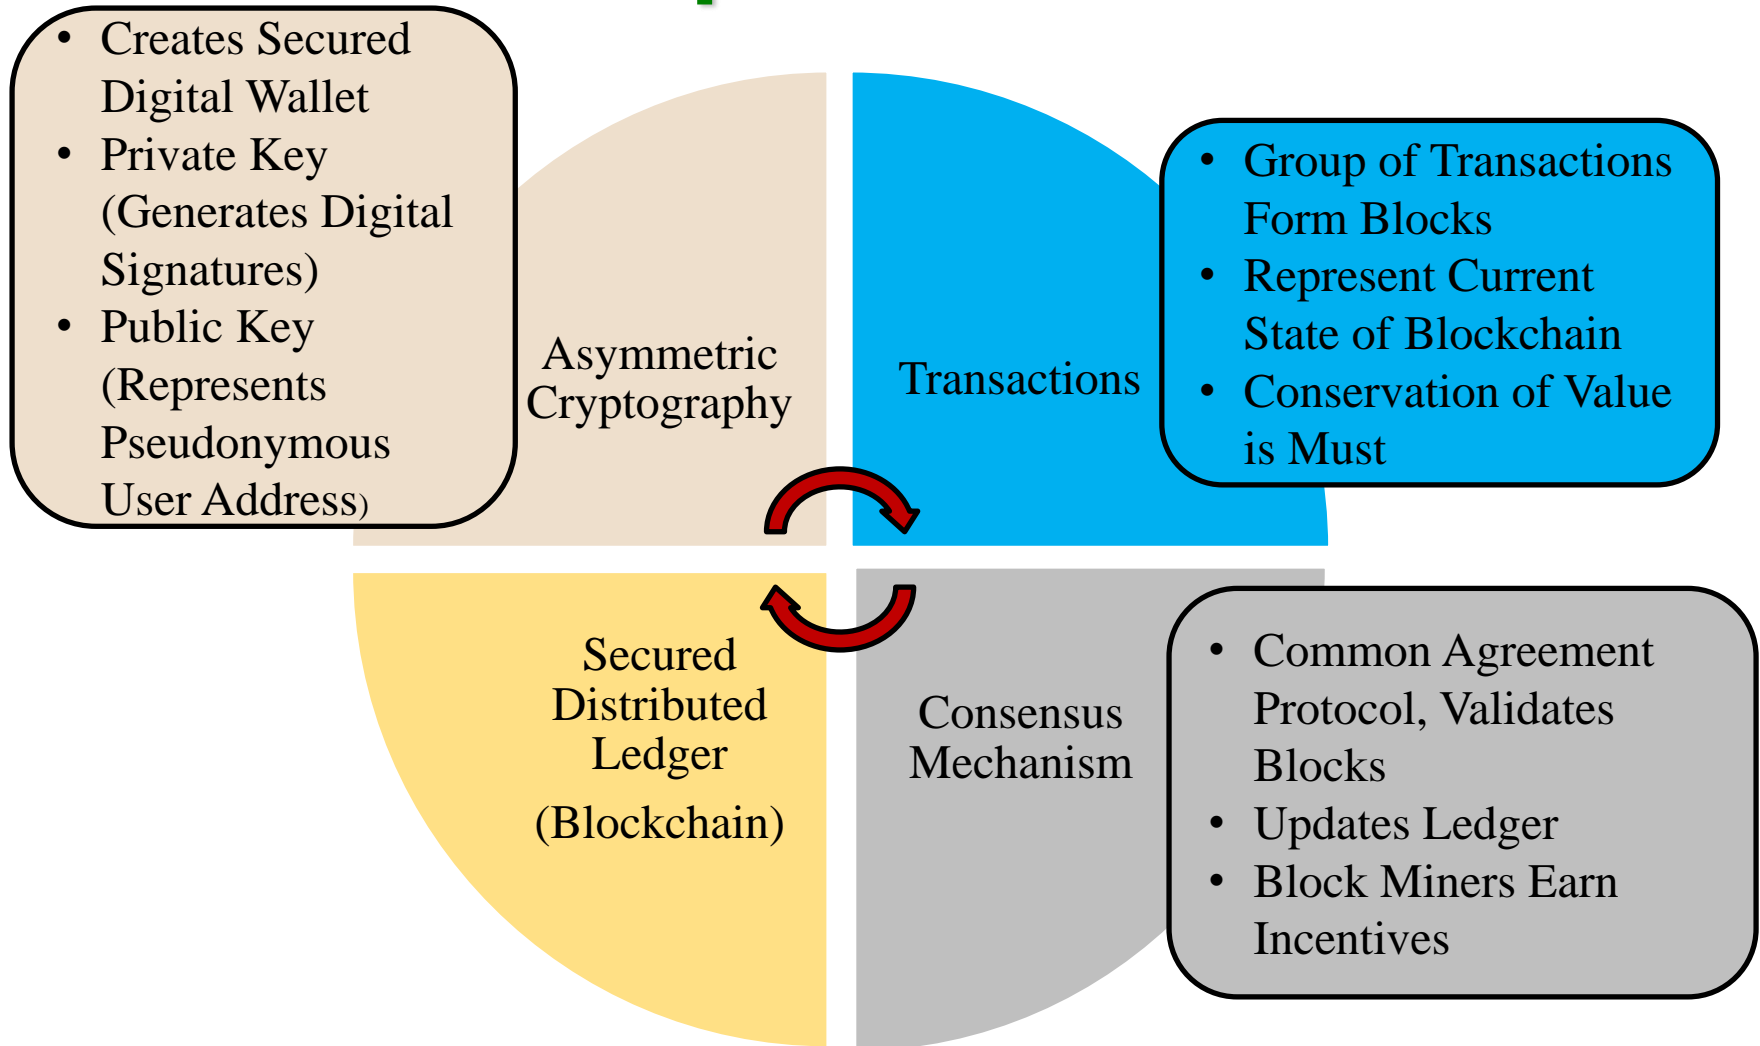 • Creates Secured
Digital Wallet
• Private Key
(Generates Digital
Signatures)
• Public Key
(Represents
Pseudonymous
User Address)
Asymmetric
Cryptography
Transactions
• Group of Transactions
Form Blocks
• Represent Current
State of Blockchain
• Conservation of Value
is Must
Secured
Distributed
Ledger
(Blockchain)
Consensus
Mechanism
• Common Agreement
Protocol, Validates
Blocks
• Updates Ledger
• Block Miners Earn
Incentives